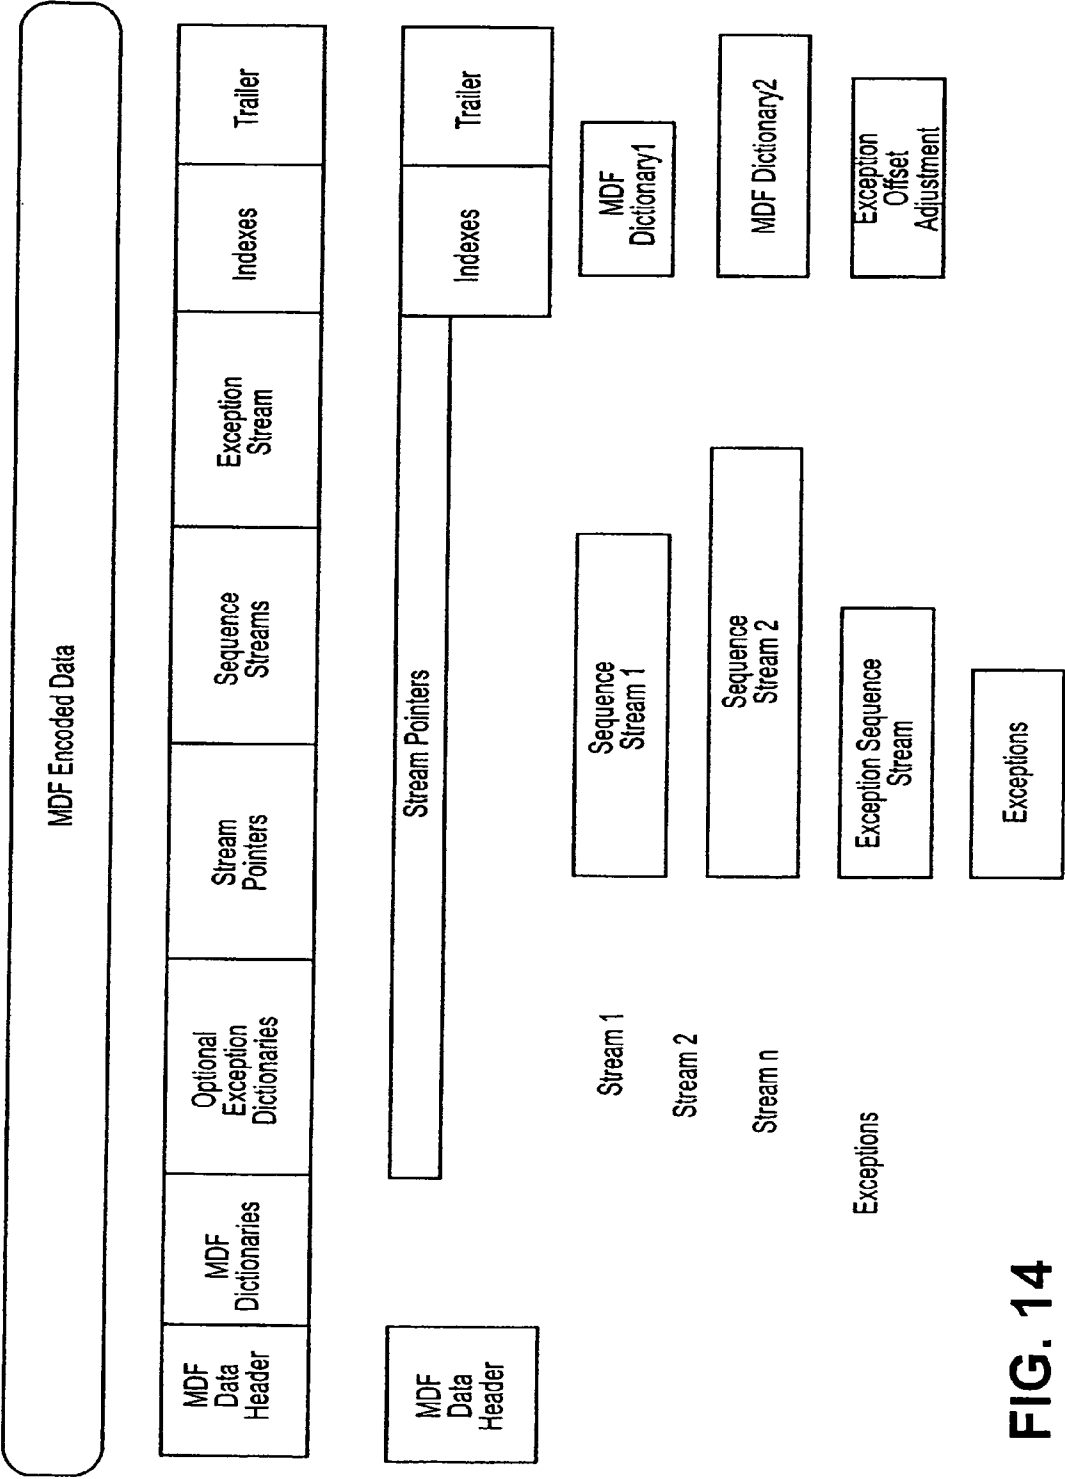 MDF Encoded Data
MDF
Data
Header
MDF
Dictionaries
Optional
Exception
Dictionaries
Stream
Pointers
Sequence
Streams
Exception
Stream
Indexes
Trailer
MDF
Data
Header
Stream Pointers
Indexes
Trailer
Stream 1
Sequence
Stream 1
MDF
Dictionary1
Stream 2
Sequence
Stream 2
MDF Dictionary2
Stream n
Exceptions
Exception Sequence
Stream
Exception
Offset
Adjustment
Exceptions
FIG. 14